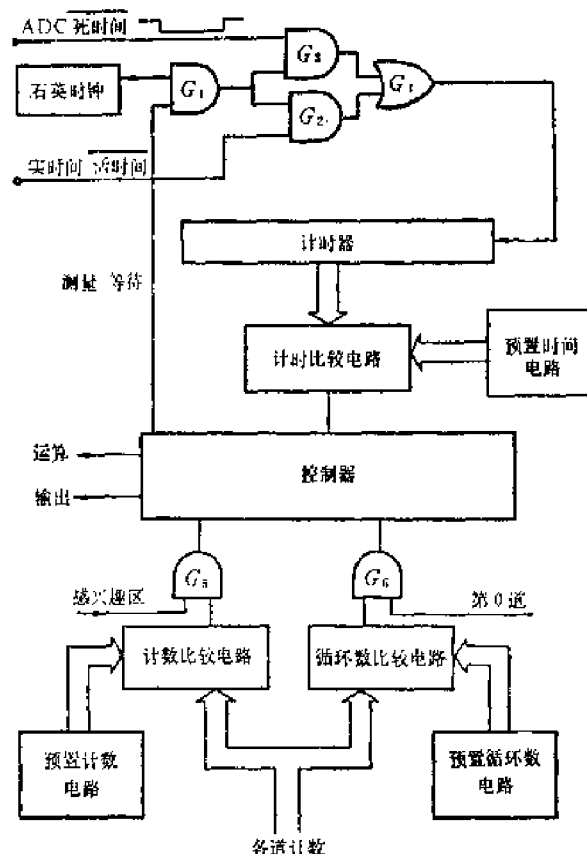 ADC 死时间
G3
石英时钟
G1
G4
G2
实时间 活时间
计时器
测量 等待
计时比较电路
预置时间
电路
运算
控制器
输出
G5
G6
感兴趣区
第0道
计数比较电路
循环数比较电路
预置计数
电路
预置循环数
电路
各道计数